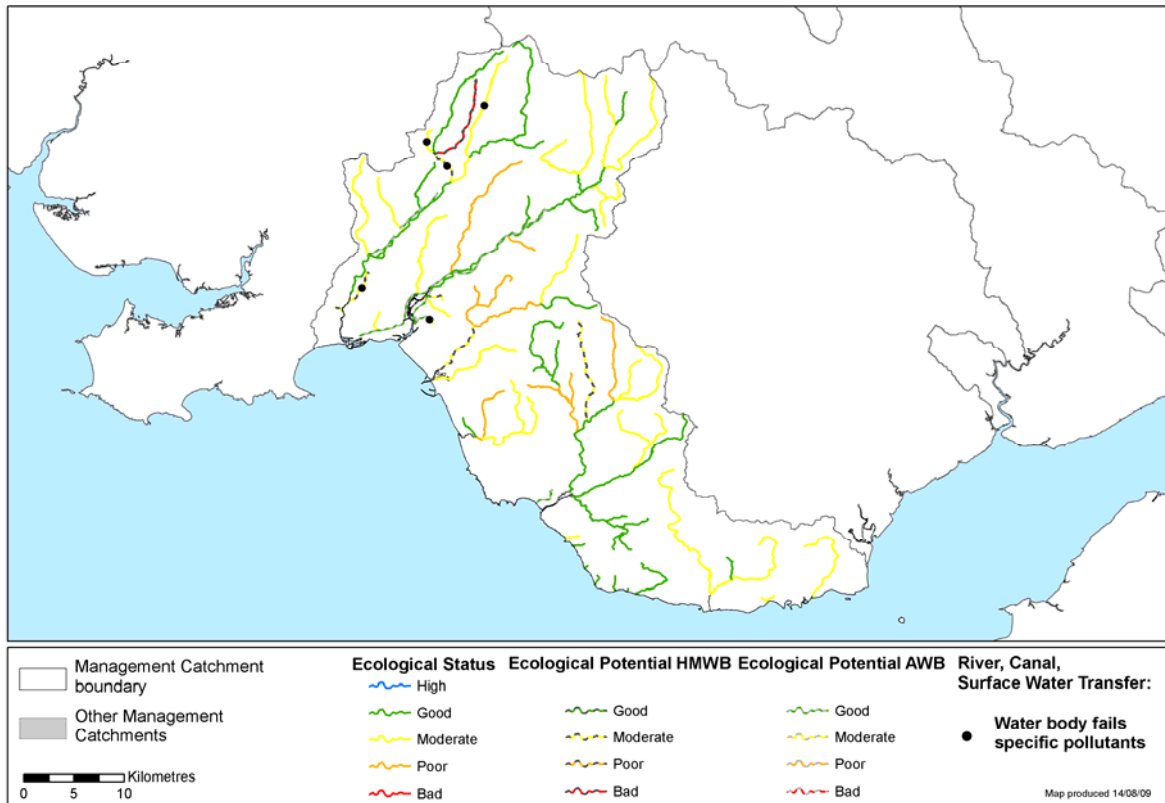 Management Catchment
boundary
Other Management
Catchments
Kilometres
0 5 10
Ecological Status
High
Good
Moderate
Poor
Bad
Ecological Potential HMWB
Good
Moderate
Poor
Bad
Ecological Potential AWB
Good
Moderate
Poor
Bad
River, Canal,
Surface Water Transfer:
Water body fails
specific pollutants
Map produced 14/08/09